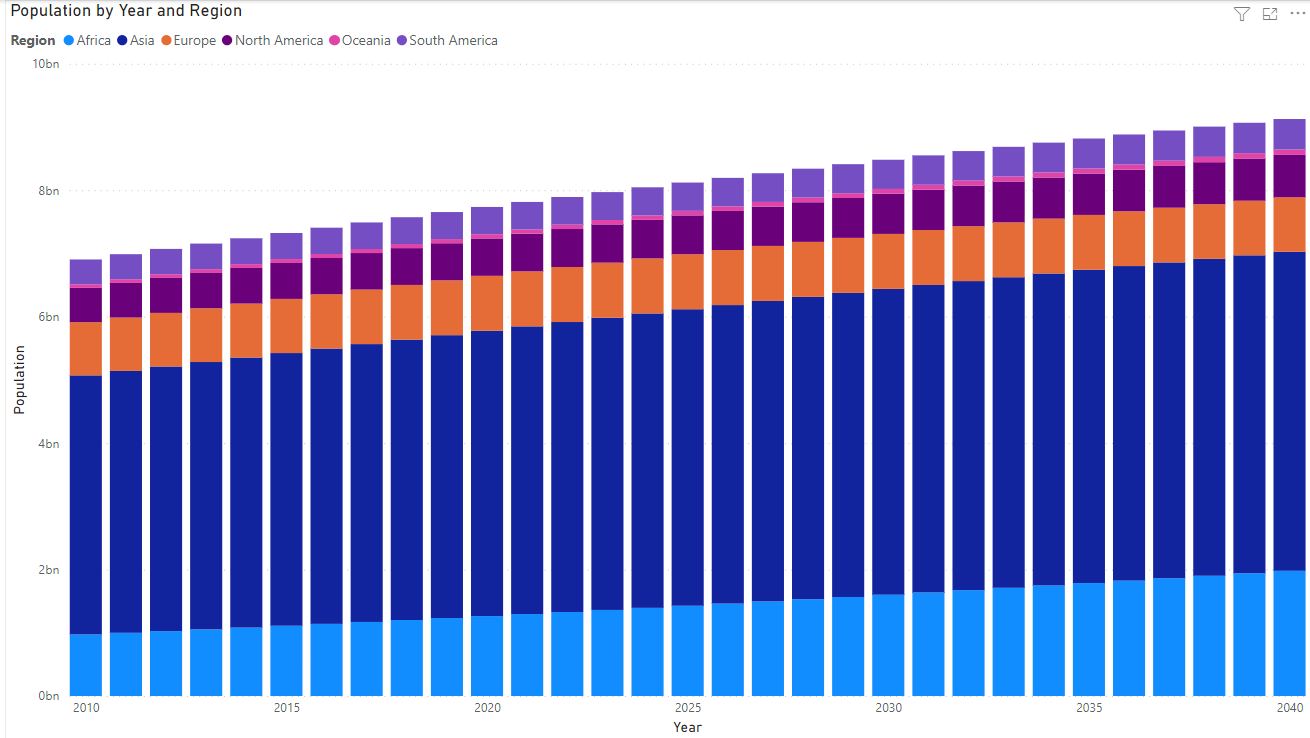 Population by Year and Region
Region Africa Asia Europe North America Oceania South America
10bn
8bn
6bn
4bn
2bn
0bn
Population
2010 2015 2020 2025 2030 2035 2040
Year